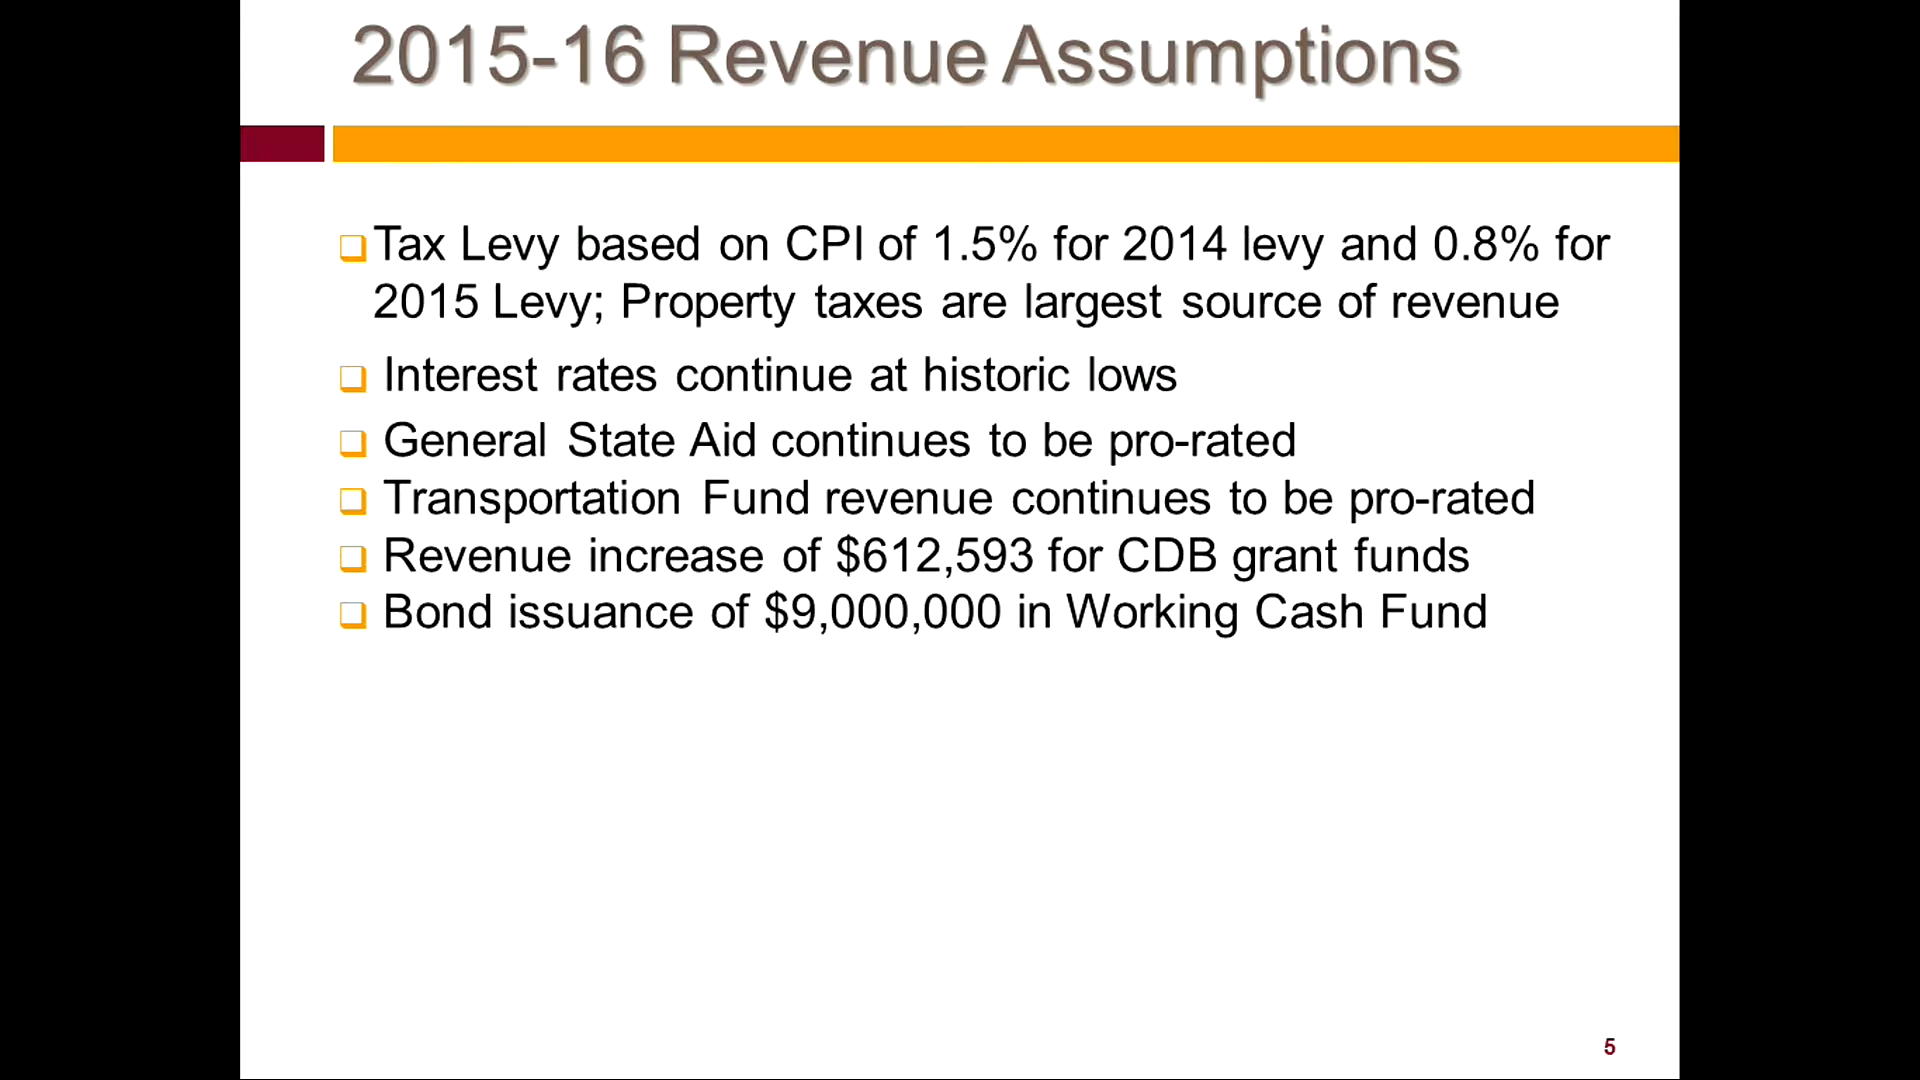 2015-16 Revenue Assumptions
Tax Levy based on CPI of 1.5% for 2014 levy and 0.8% for
2015 Levy; Property taxes are largest source of revenue
Interest rates continue at historic lows
General State Aid continues to be pro-rated
Transportation Fund revenue continues to be pro-rated
Revenue increase of $612,593 for CDB grant funds
Bond issuance of $9,000,000 in Working Cash Fund
5